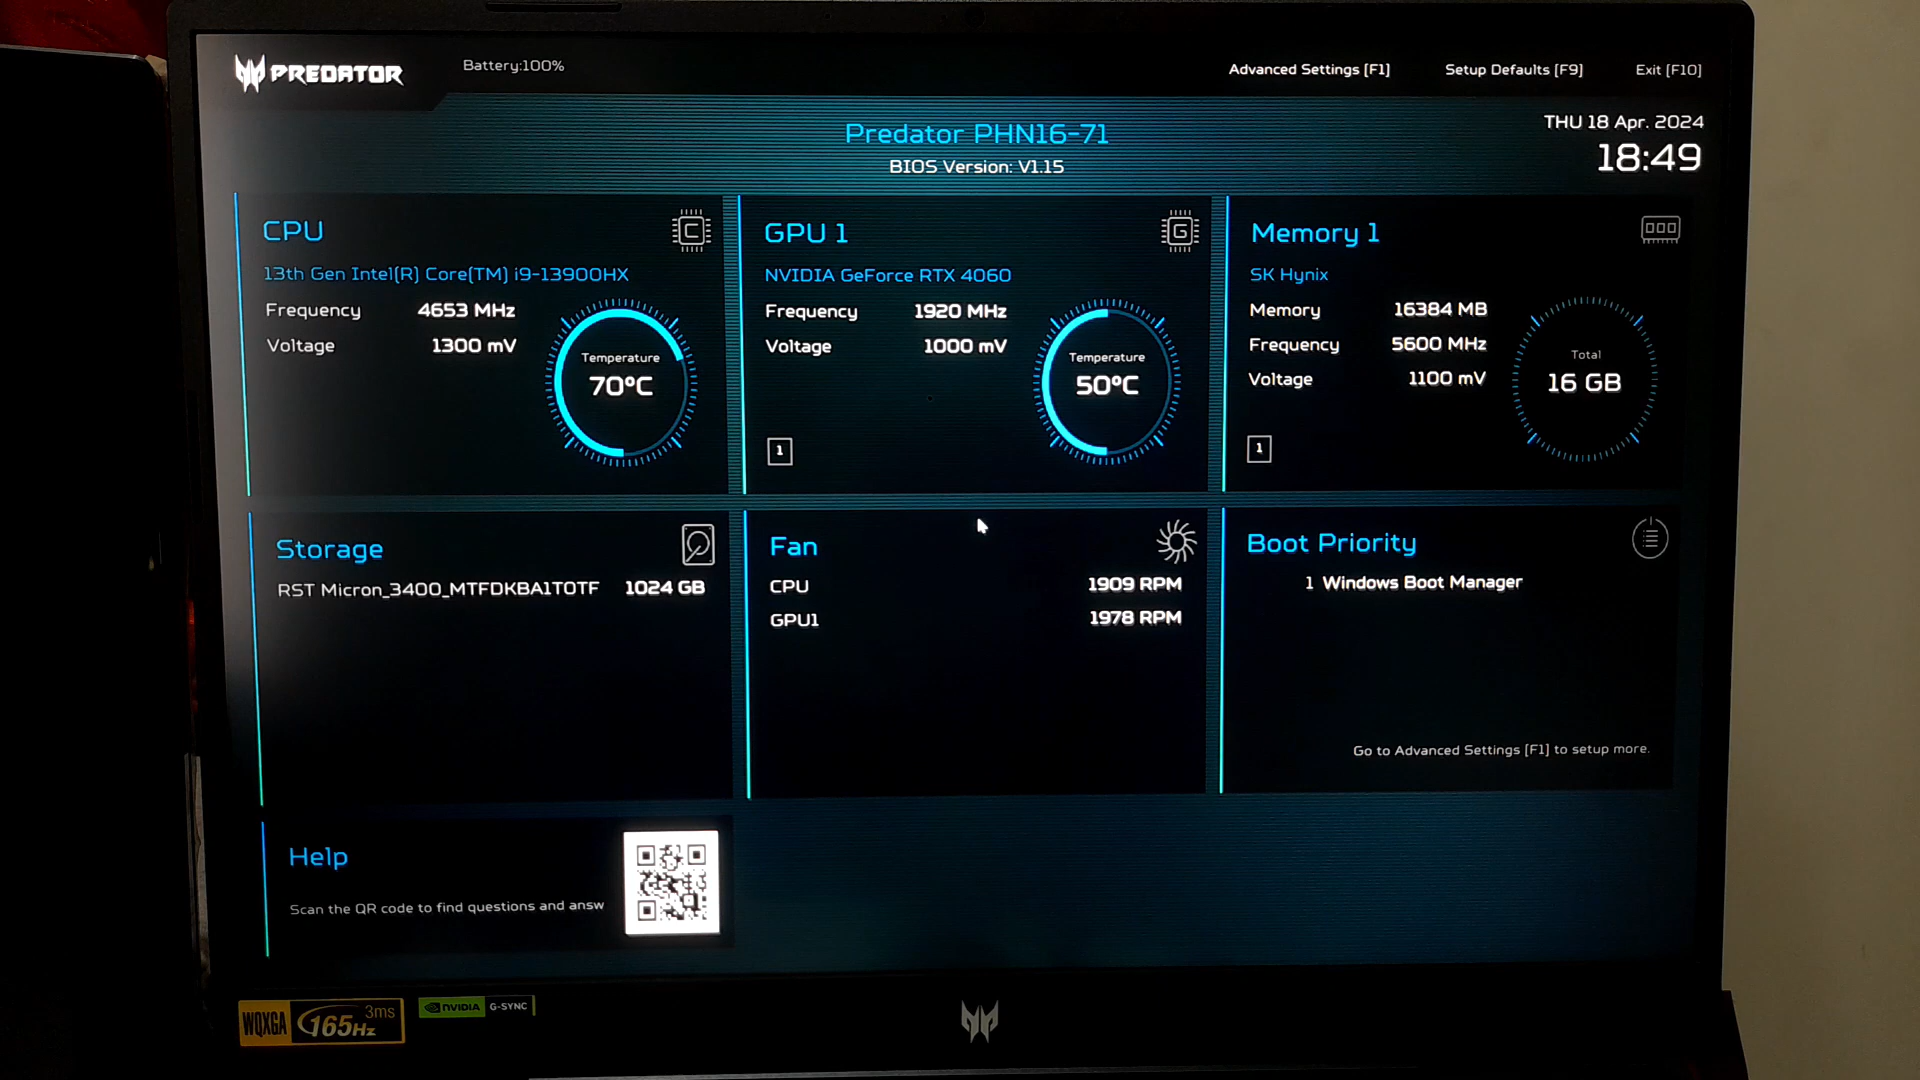 PREDATOR
Battery:100%
Advanced Settings [F1]
Setup Defaults [F9]
Exit [F10]
Predator PHN16-71
BIOS Version: V1.15
THU 18 Apr. 2024
18:49
CPU
13th Gen Intel(R) Core(TM) i9-13900HX
Frequency 4653 MHz
Voltage 1300 mV
Temperature
70°C
C
GPU 1
NVIDIA GeForce RTX 4060
Frequency 1920 MHz
Voltage 1000 mV
Temperature
50°C
1
G
Memory 1
SK Hynix
Memory 16384 MB
Frequency 5600 MHz
Voltage 1100 mV
Total
16 GB
1
Storage
RST Micron_3400_MTFDKBA1T0TF 1024 GB
Fan
CPU 1909 RPM
GPU1 1978 RPM
Boot Priority
1 Windows Boot Manager
Go to Advanced Settings [F1] to setup more.
Help
Scan the QR code to find questions and answ
WQXGA 165Hz 3ms
NVIDIA G-SYNC